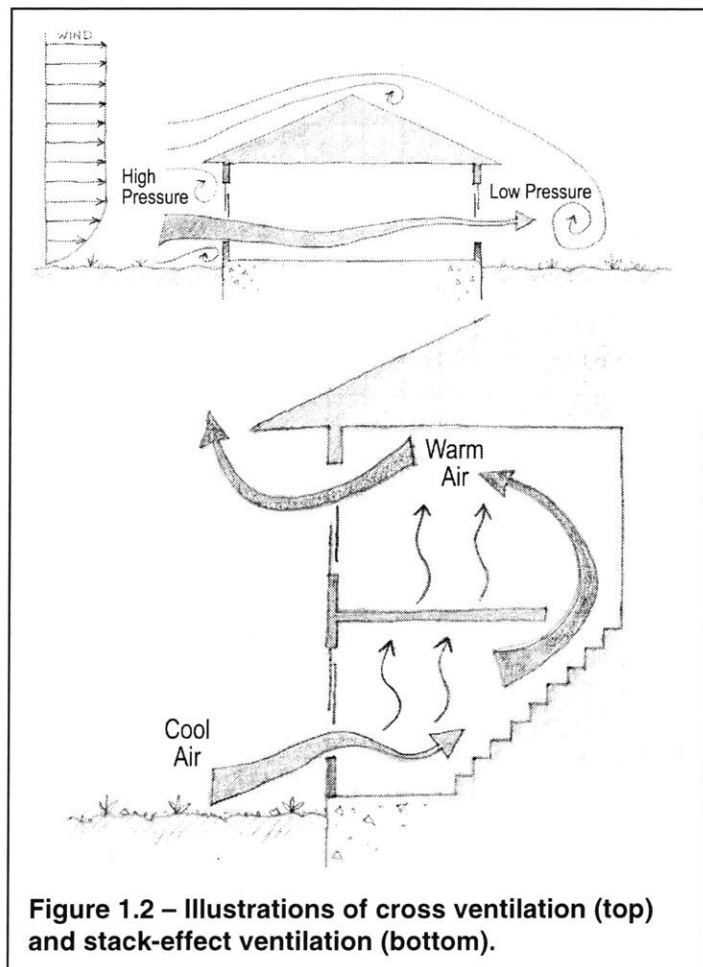 WIND
High
Pressure
Low Pressure
Warm
Air
Cool
Air
Figure 1.2 – Illustrations of cross ventilation (top)
and stack-effect ventilation (bottom).